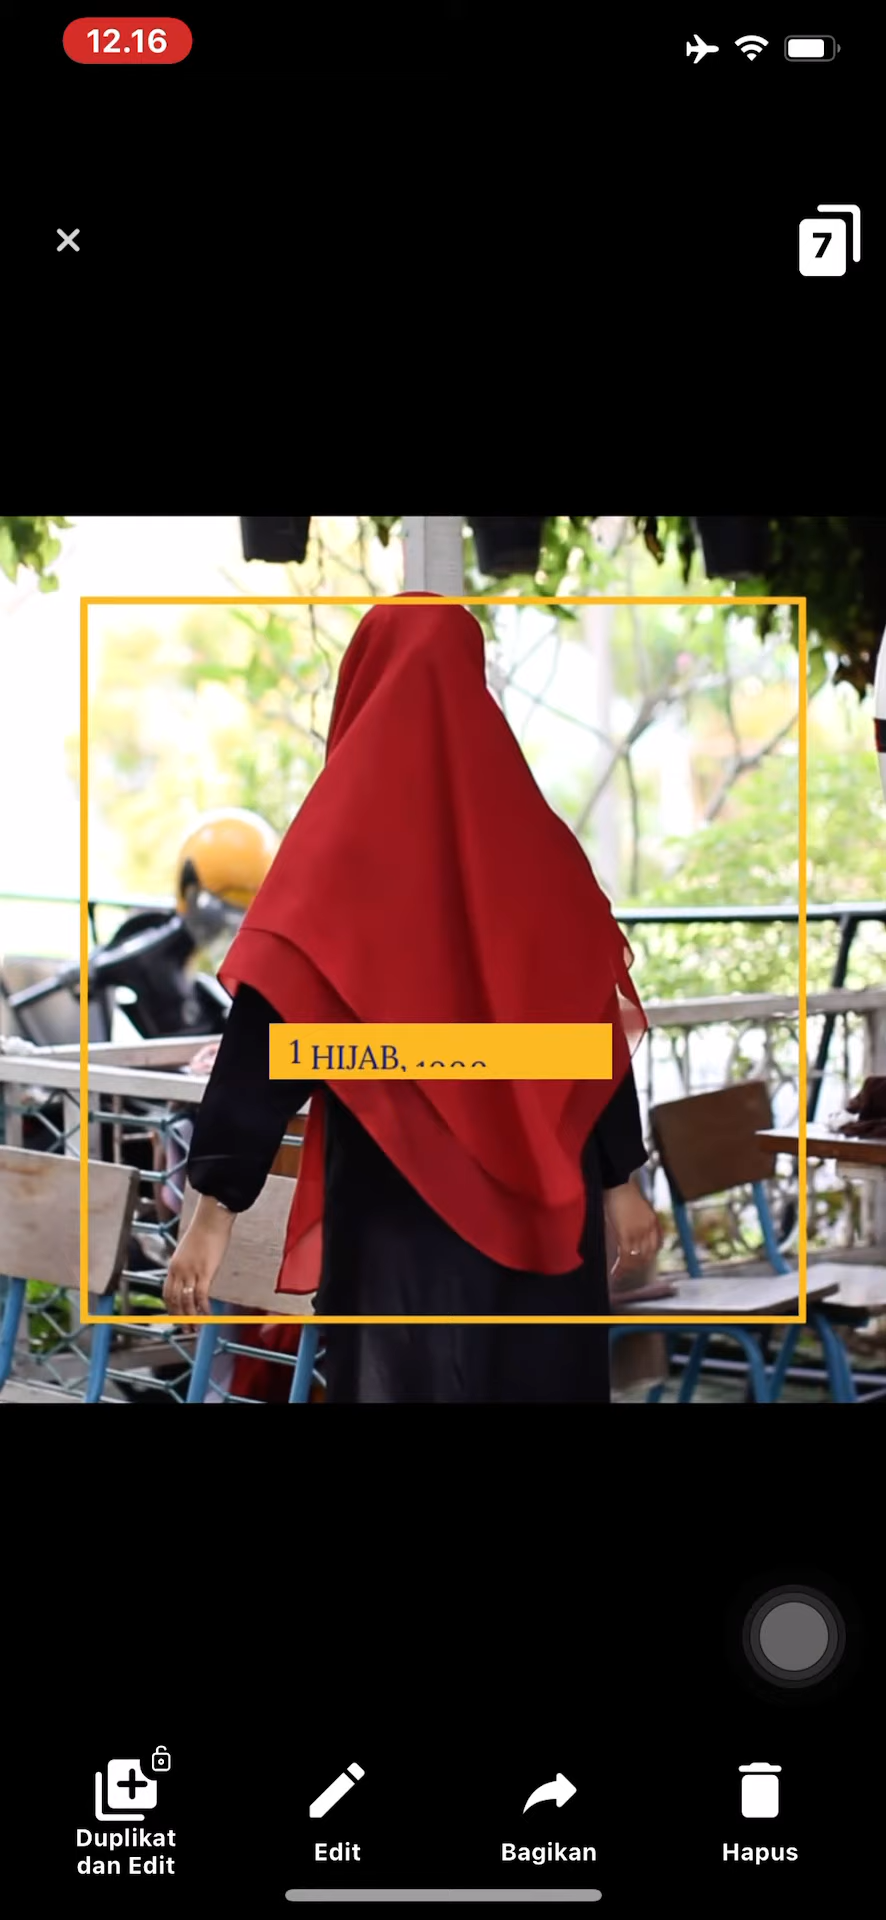 12.16
7
1 HIJAB,
Duplikat
dan Edit
Edit
Bagikan
Hapus